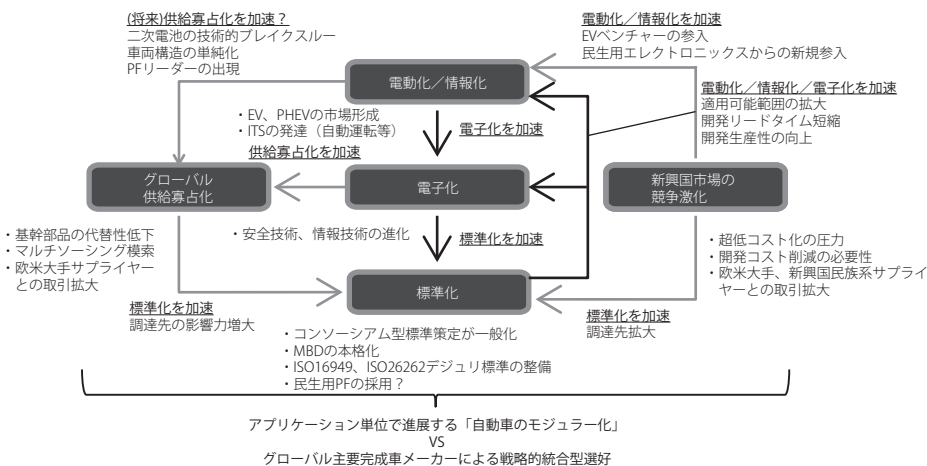 (将来)供給寡占化を加速？
二次電池の技術的ブレイクスルー
車両構造の単純化
PFリーダーの出現
電動化／情報化を加速
EVベンチャーの参入
民生用エレクトロニックスからの新規参入
電動化／情報化
電動化／情報化／電子化を加速
適用可能範囲の拡大
開発リードタイム短縮
開発生産性の向上
・EV、PHEVの市場形成
・ITSの発達（自動運転等）
電子化を加速
供給寡占化を加速
グローバル
供給寡占化
電子化
新興国市場の
競争激化
・基幹部品の代替性低下
・マルチソーシング模索
・欧米大手サプライヤー
との取引拡大
・安全技術、情報技術の進化
標準化を加速
・超低コスト化の圧力
・開発コスト削減の必要性
・欧米大手、新興国民族系サプライ
ヤーとの取引拡大
標準化
標準化を加速
調達先の影響力増大
標準化を加速
調達先拡大
・コンソーシアム型標準策定が一般化
・MBDの本格化
・ISO16949、ISO26262デジュリ標準の整備
・民生用PFの採用？
アプリケーション単位で進展する「自動車のモジュラー化」
VS
グローバル主要完成車メーカーによる戦略的統合型選好